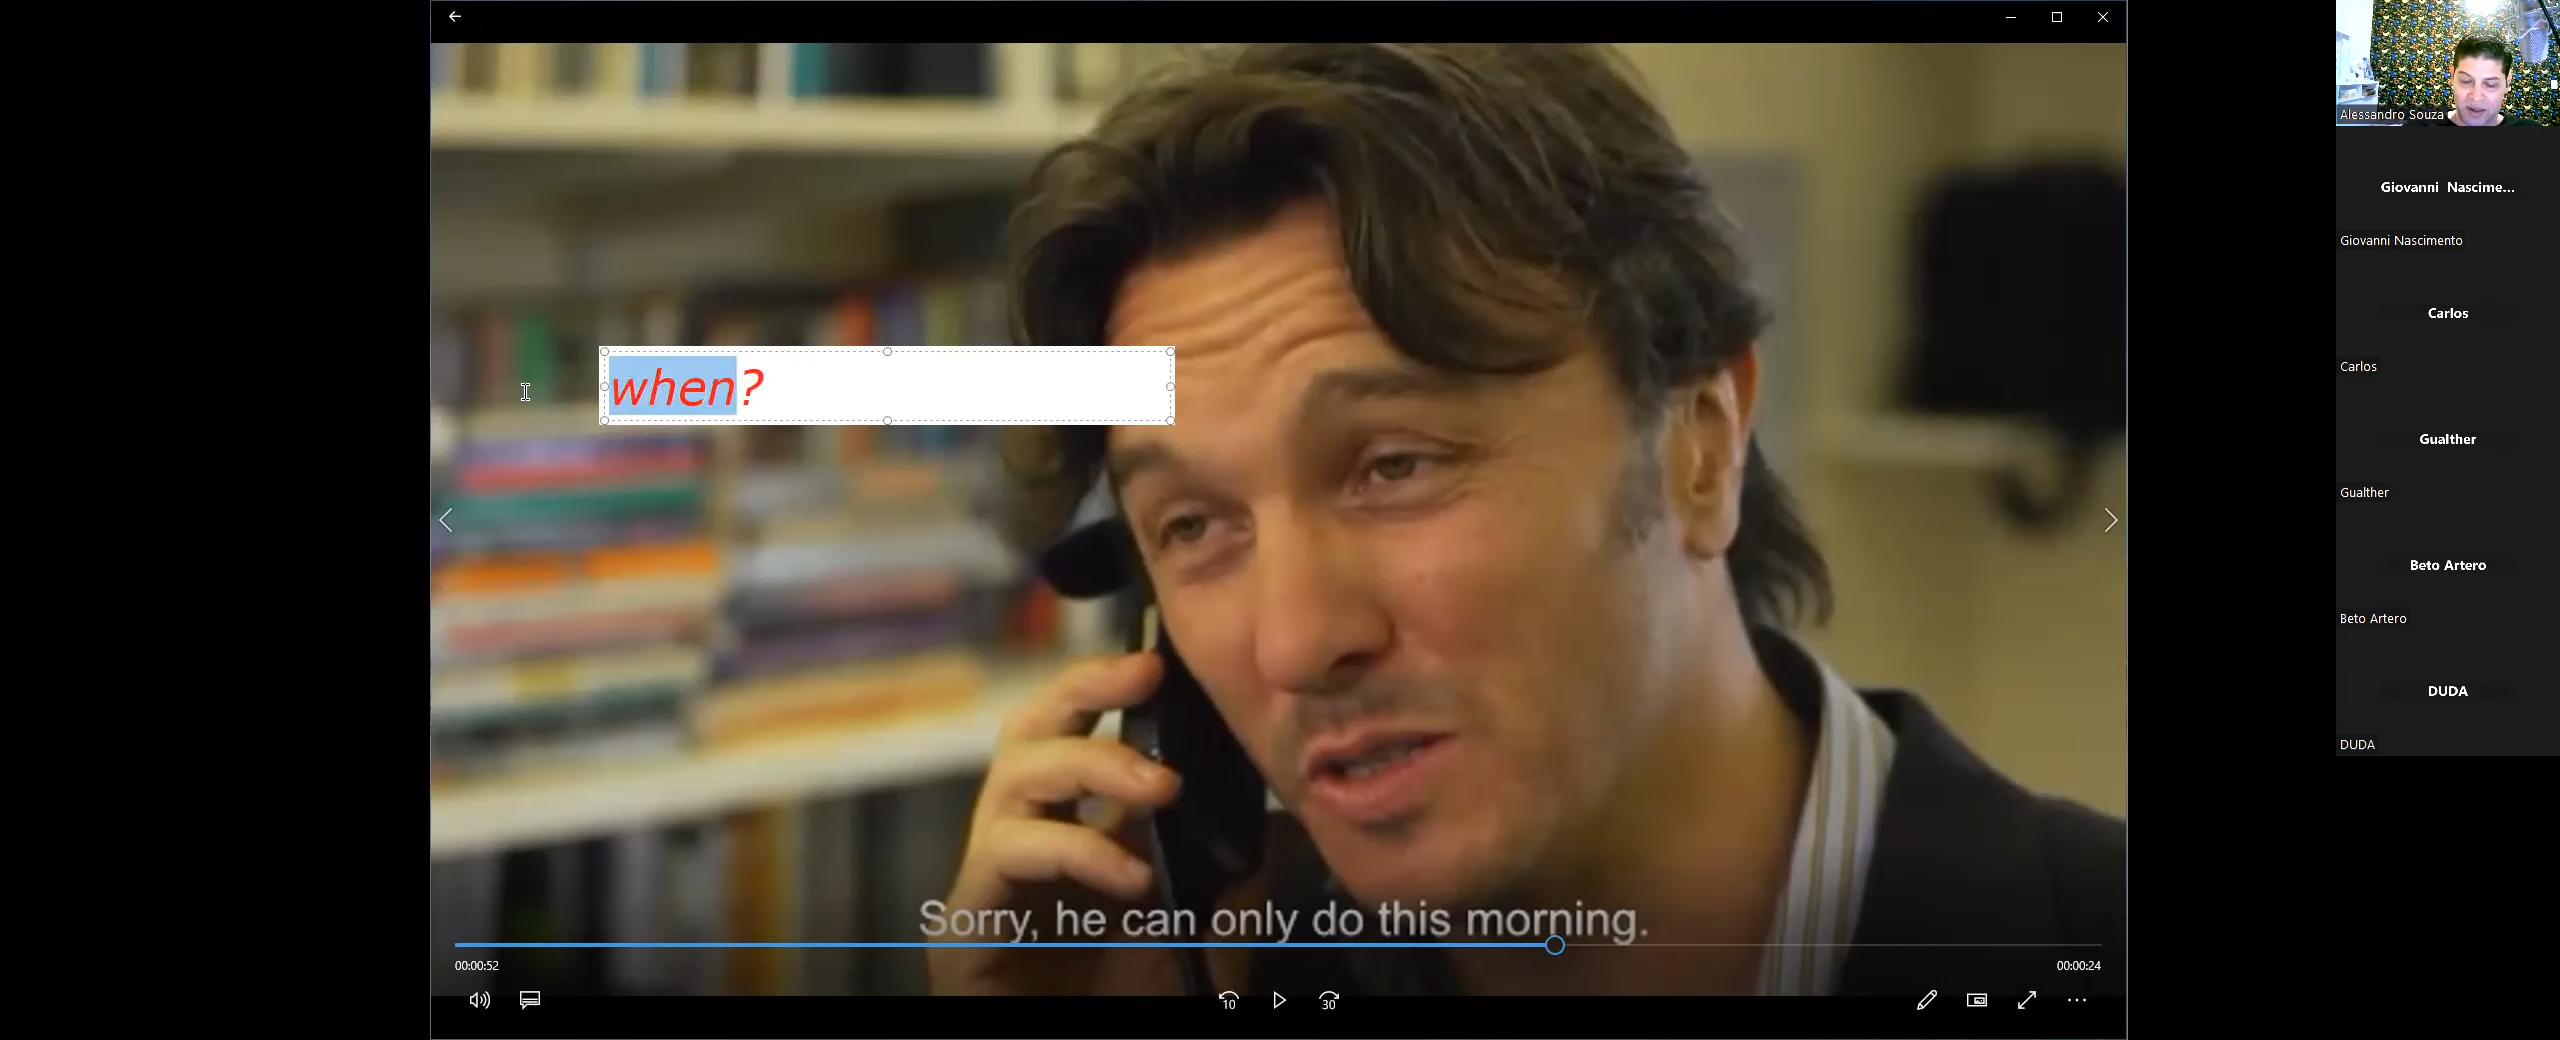 Alessandro Souza
Giovanni Nascime...
Giovanni Nascimento
Carlos
Carlos
when?
Gualther
Gualther
Beto Artero
Beto Artero
DUDA
DUDA
Sorry, he can only do this morning.
00:00:52
00:00:24
10
30